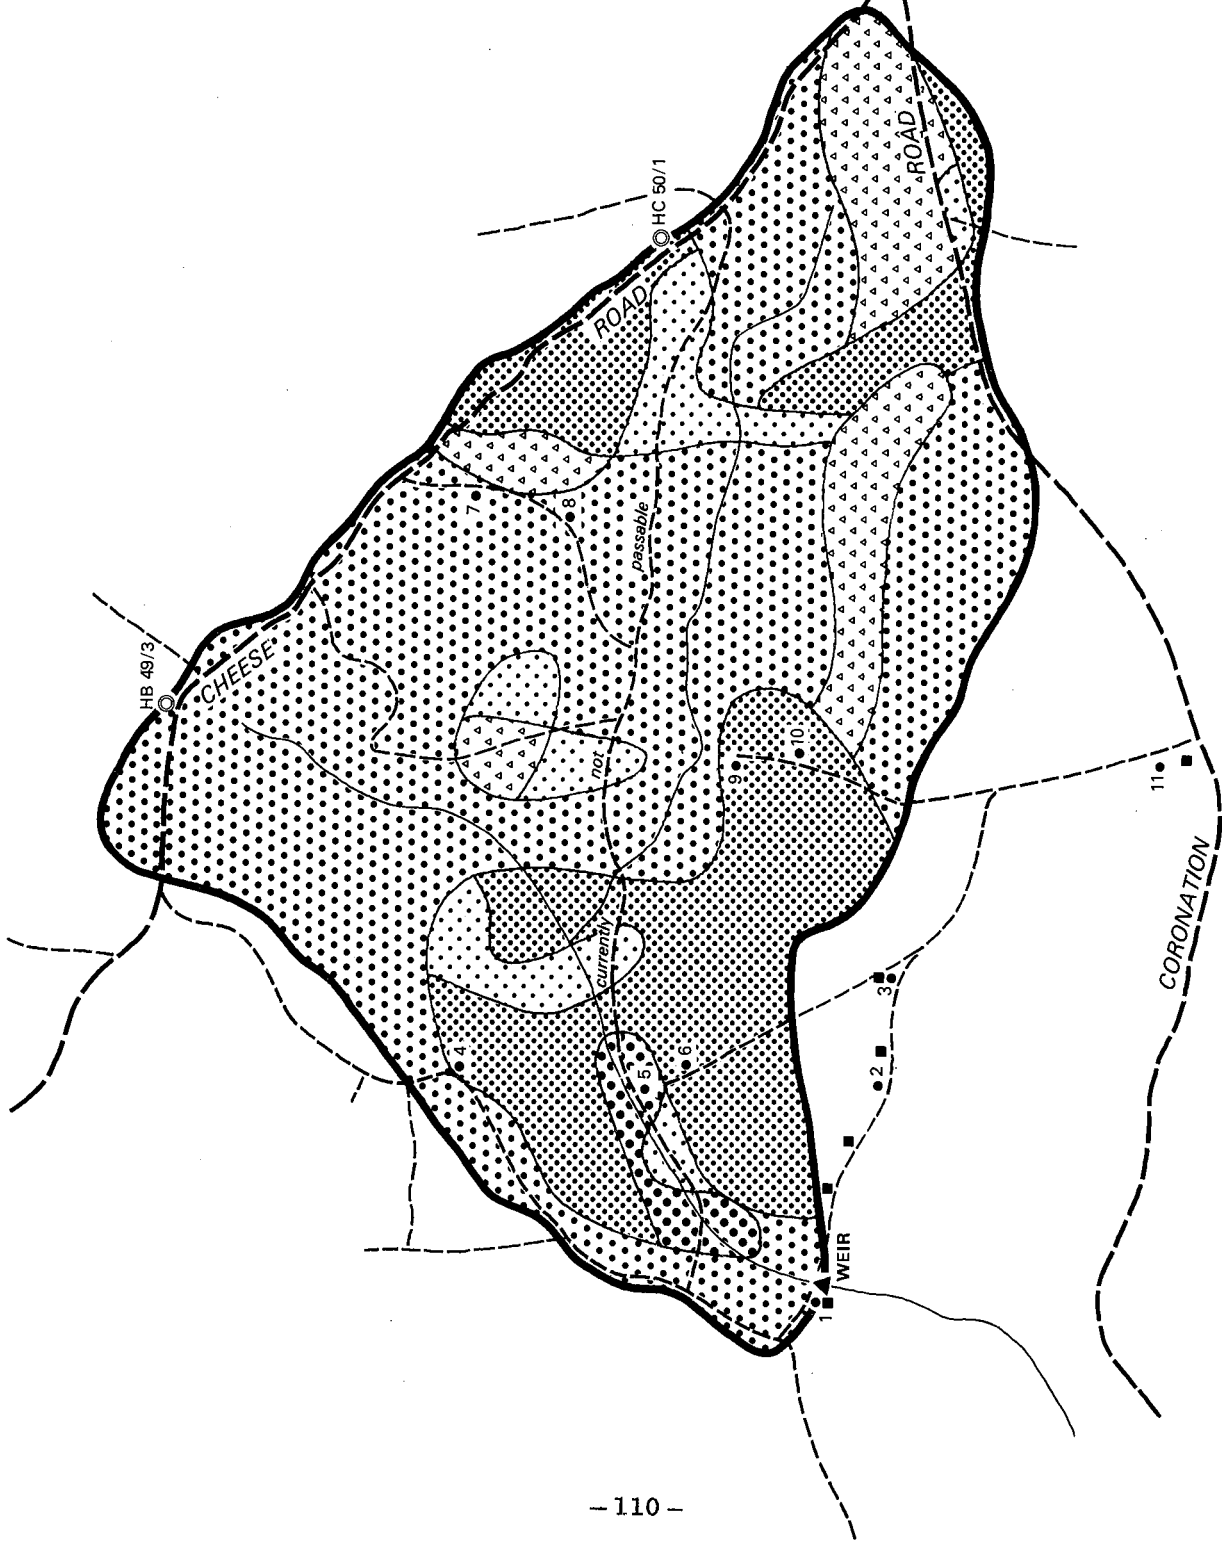 HC 50/1
ROAD
ROAD
HB 49/3
CHEESE
7
8
passable
not
10
9
11
currently
CORONATION
4
5
6
3
2
WEIR
1
-110-